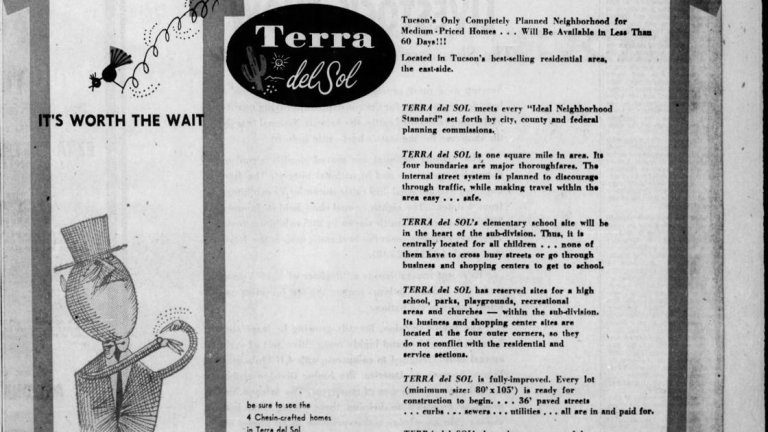 Terra
del Sol
IT'S WORTH THE WAIT
Tucson's Only Completely Planned Neighborhood for
Medium-Priced Homes . . . Will Be Available in Less Than
60 Days!!!
Located in Tucson's best-selling residential area,
the east-side.
TERRA del SOL meets every "Ideal Neighborhood
Standard" set forth by city, county and federal
planning commissions.
TERRA del SOL is one square mile in area. Its
four boundaries are major thoroughfares. The
internal street system is planned to discourage
through traffic, while making travel within the
area easy . . . safe.
TERRA del SOL's elementary school site will be
in the heart of the sub-division. Thus, it is
centrally located for all children . . . none of
them have to cross busy streets or go through
business and shopping centers to get to school.
TERRA del SOL has reserved sites for a high
school, parks, playgrounds, recreational
areas and churches — within the sub-division.
Its business and shopping center sites are
located at the four outer corners, so they
do not conflict with the residential and
service sections.
TERRA del SOL is fully-improved. Every lot
(minimum size: 80' x 105') is ready for
construction to begin. . . . 36' paved streets
. . . curbs . . . sewers . . . utilities . . . all are in and paid for.
be sure to see the
4 Chesin-crafted homes
in Terra del Sol